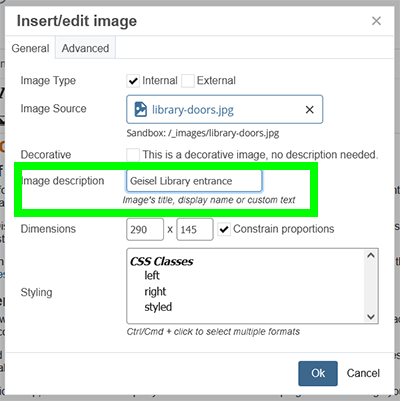 Insert/edit image
General Advanced
Image Type Internal External
Image Source library-doors.jpg
Sandbox: /_images/library-doors.jpg
Decorative This is a decorative image, no description needed.
Image description Geisel Library entrance
Image's title, display name or custom text
Dimensions 290 x 145 Constrain proportions
CSS Classes
left
right
Styling
styled
Ctrl/Cmd + click to select multiple formats
Ok Cancel